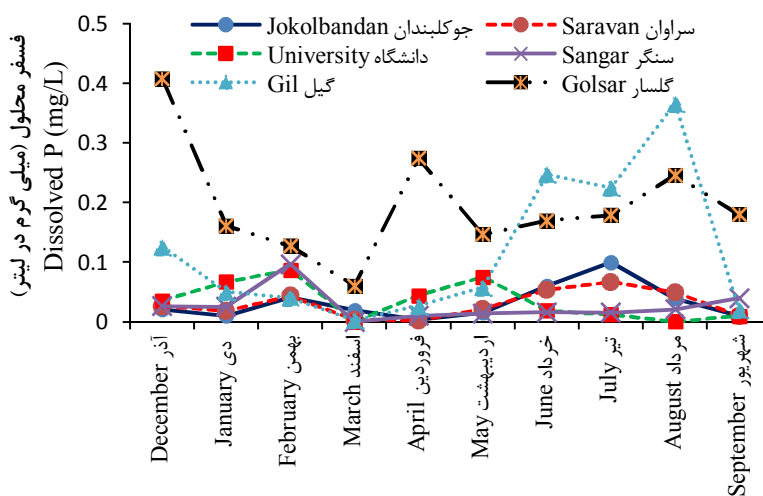 فسفر محلول (میلی گرم در لیتر)
Dissolved P (mg/L)
0.5
0.4
0.3
0.2
0.1
0
Jokolbandan جوکلبندان
Saravan سراوان
University دانشگاه
Sangar سنگر
Gil گیل
Golsar گلسار
December آذر
January دی
February بهمن
March اسفند
April فروردین
May اردیبهشت
June خرداد
July تیر
August مرداد
September شهریور